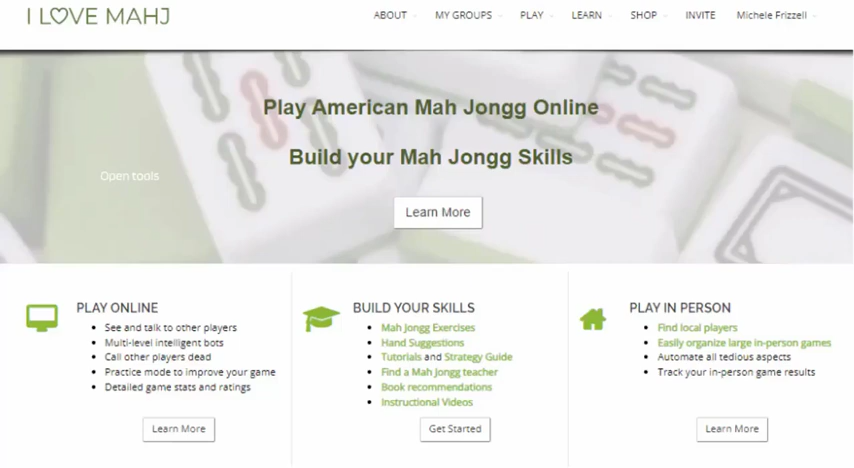 I LOVE MAHJ
ABOUT MY GROUPS PLAY LEARN SHOP INVITE Michele Frizzell
Play American Mah Jongg Online
Build your Mah Jongg Skills
Open tools
Learn More
PLAY ONLINE
See and talk to other players
Multi-level intelligent bots
Call other players dead
Practice mode to improve your game
Detailed game stats and ratings
Learn More
BUILD YOUR SKILLS
Mah Jongg Exercises
Hand Suggestions
Tutorials and Strategy Guide
Find a Mah Jongg teacher
Book recommendations
Instructional Videos
Get Started
PLAY IN PERSON
Find local players
Easily organize large in-person games
Automate all tedious aspects
Track your in-person game results
Learn More